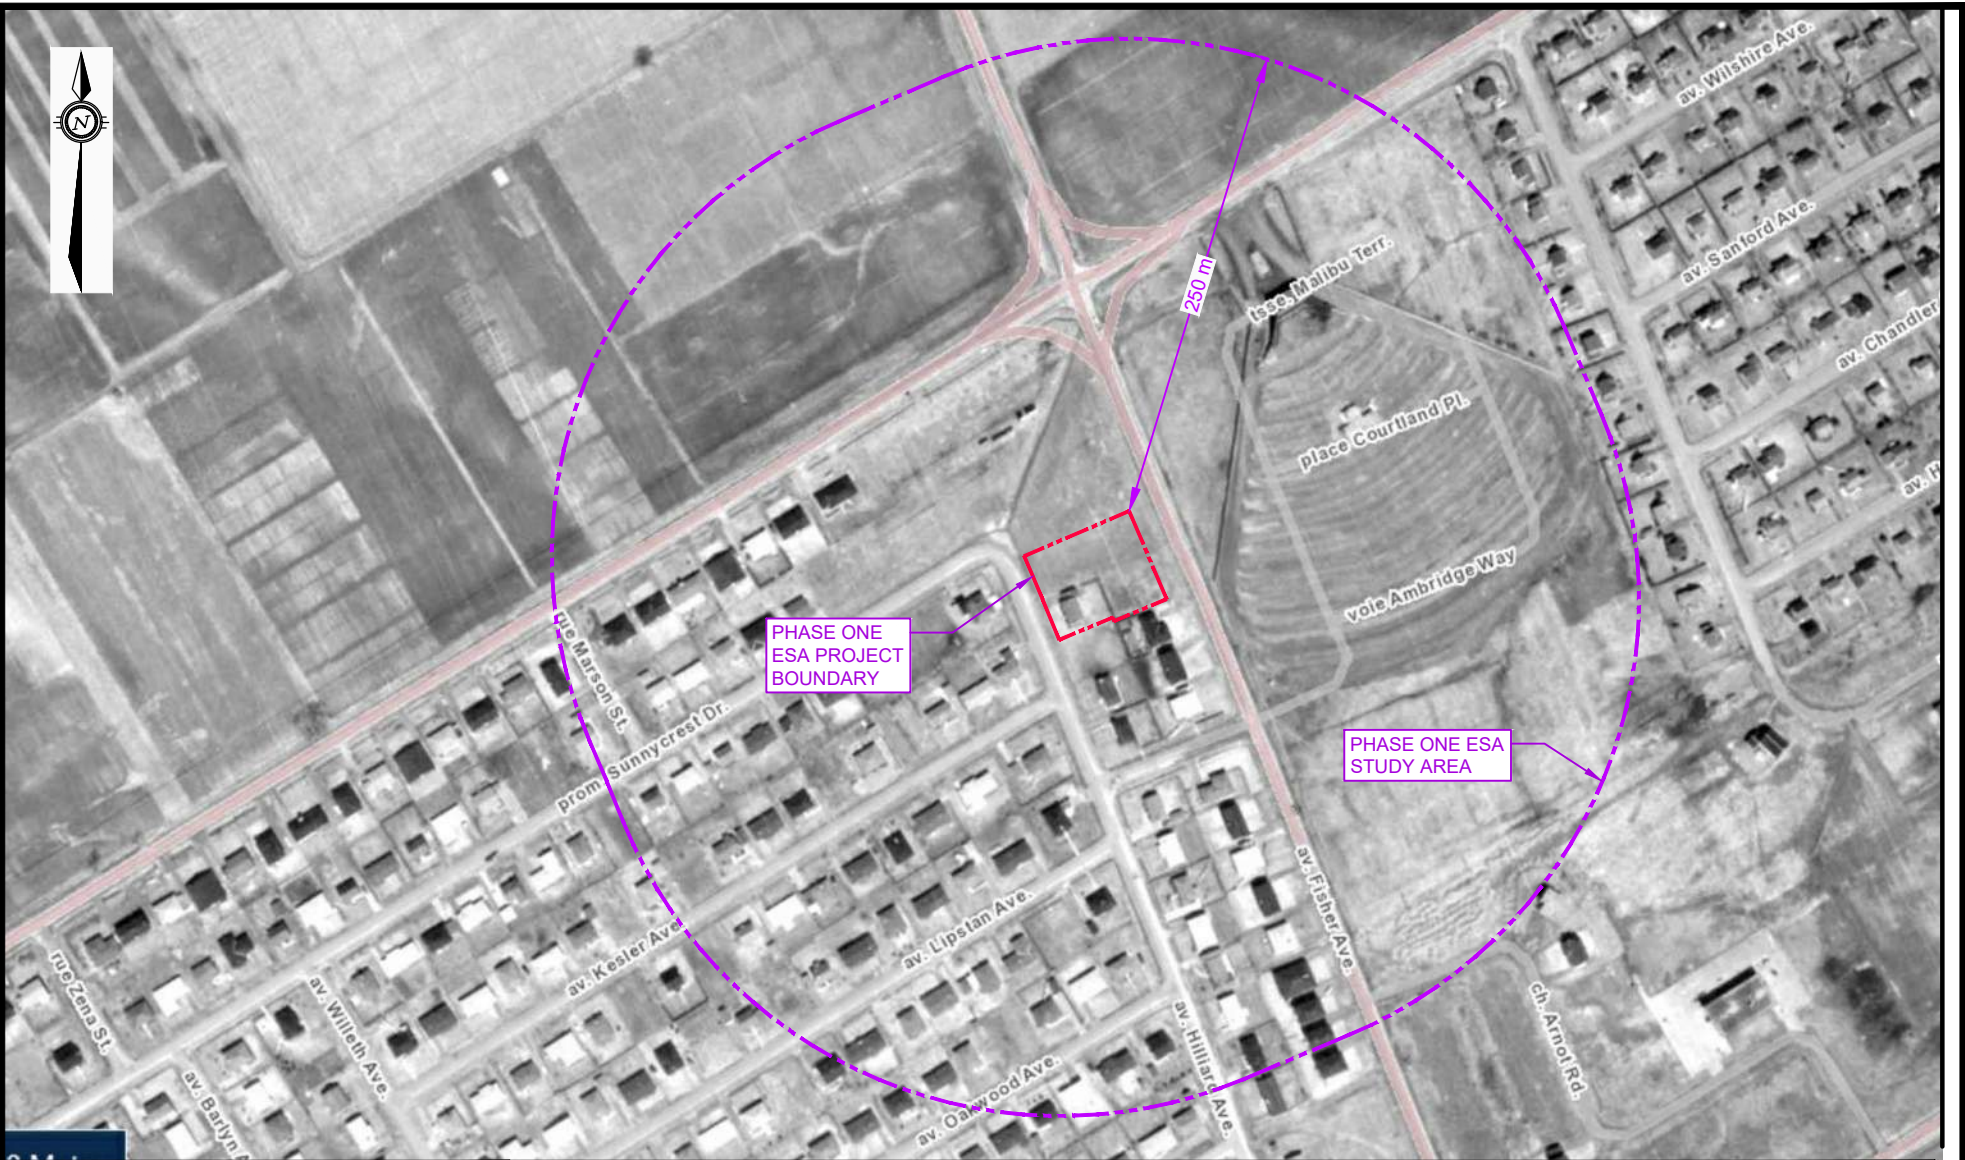 N
av. Wilshire Ave.
av. Sanford Ave.
av. Chandler
250 m
tsse. Malibu Terr.
place Courtland Pl.
voie Ambridge Way
PHASE ONE
ESA PROJECT
BOUNDARY
rue Marson St.
prom. Sunnycrest Dr.
PHASE ONE ESA
STUDY AREA
av. Fisher Ave.
av. Lipstan Ave.
av. Kesler Ave.
rue Zena St.
av. Willeth Ave.
ch. Arnot Rd.
av. Hilliard Ave.
av. Oakwood Ave.
av. Barlyn A